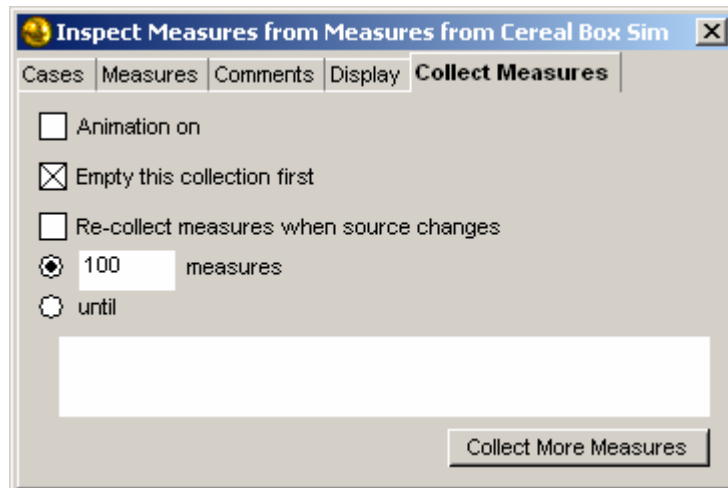 Inspect Measures from Measures from Cereal Box Sim
Cases Measures Comments Display Collect Measures
Animation on
Empty this collection first
Re-collect measures when source changes
100 measures
until
Collect More Measures